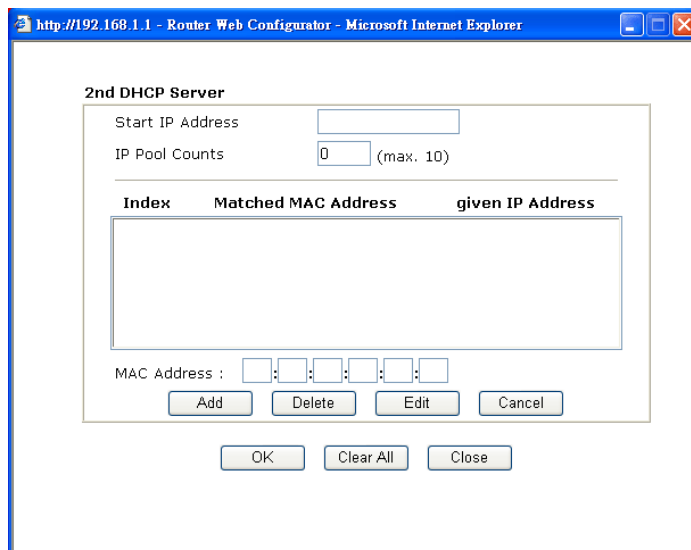 http://192.168.1.1 - Router Web Configurator - Microsoft Internet Explorer
2nd DHCP Server
Start IP Address
IP Pool Counts 0 (max. 10)
Index Matched MAC Address given IP Address
MAC Address : : : : : :
Add Delete Edit Cancel
OK Clear All Close